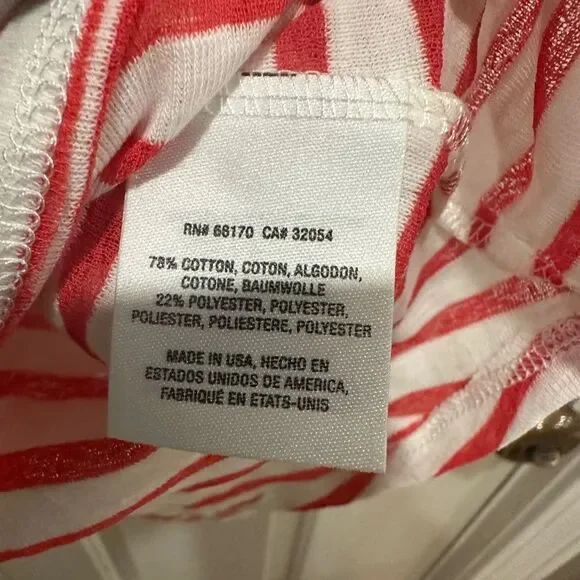 RN# 66170 CA# 32054
78% COTTON, COTON, ALGODON,
COTONE, BAUMWOLLE
22% POLYESTER, POLYESTER,
POLIESTER, POLIESTERE, POLYESTER
MADE IN USA, HECHO EN
ESTADOS UNIDOS DE AMERICA,
FABRIQUÉ EN ETATS-UNIS